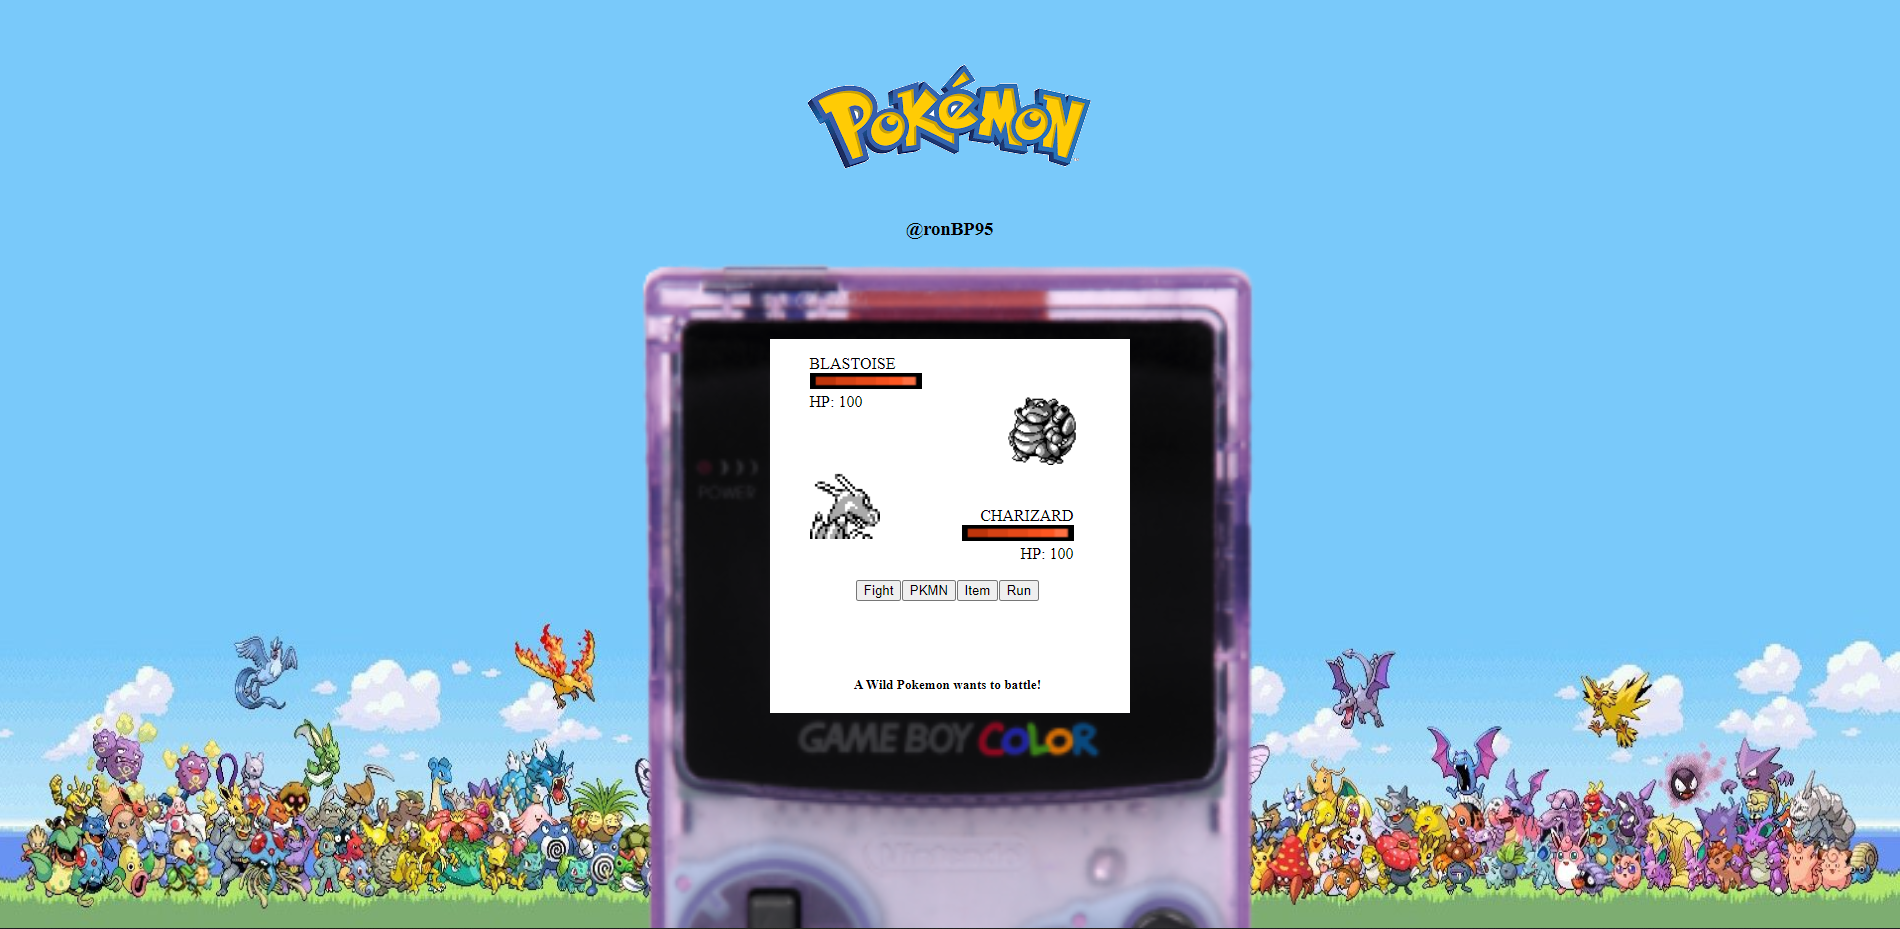 POKéMON
@ronBP95
BLASTOISE
HP: 100
POWER
CHARIZARD
HP: 100
Fight PKMN Item Run
A Wild Pokemon wants to battle!
GAME BOY COLOR